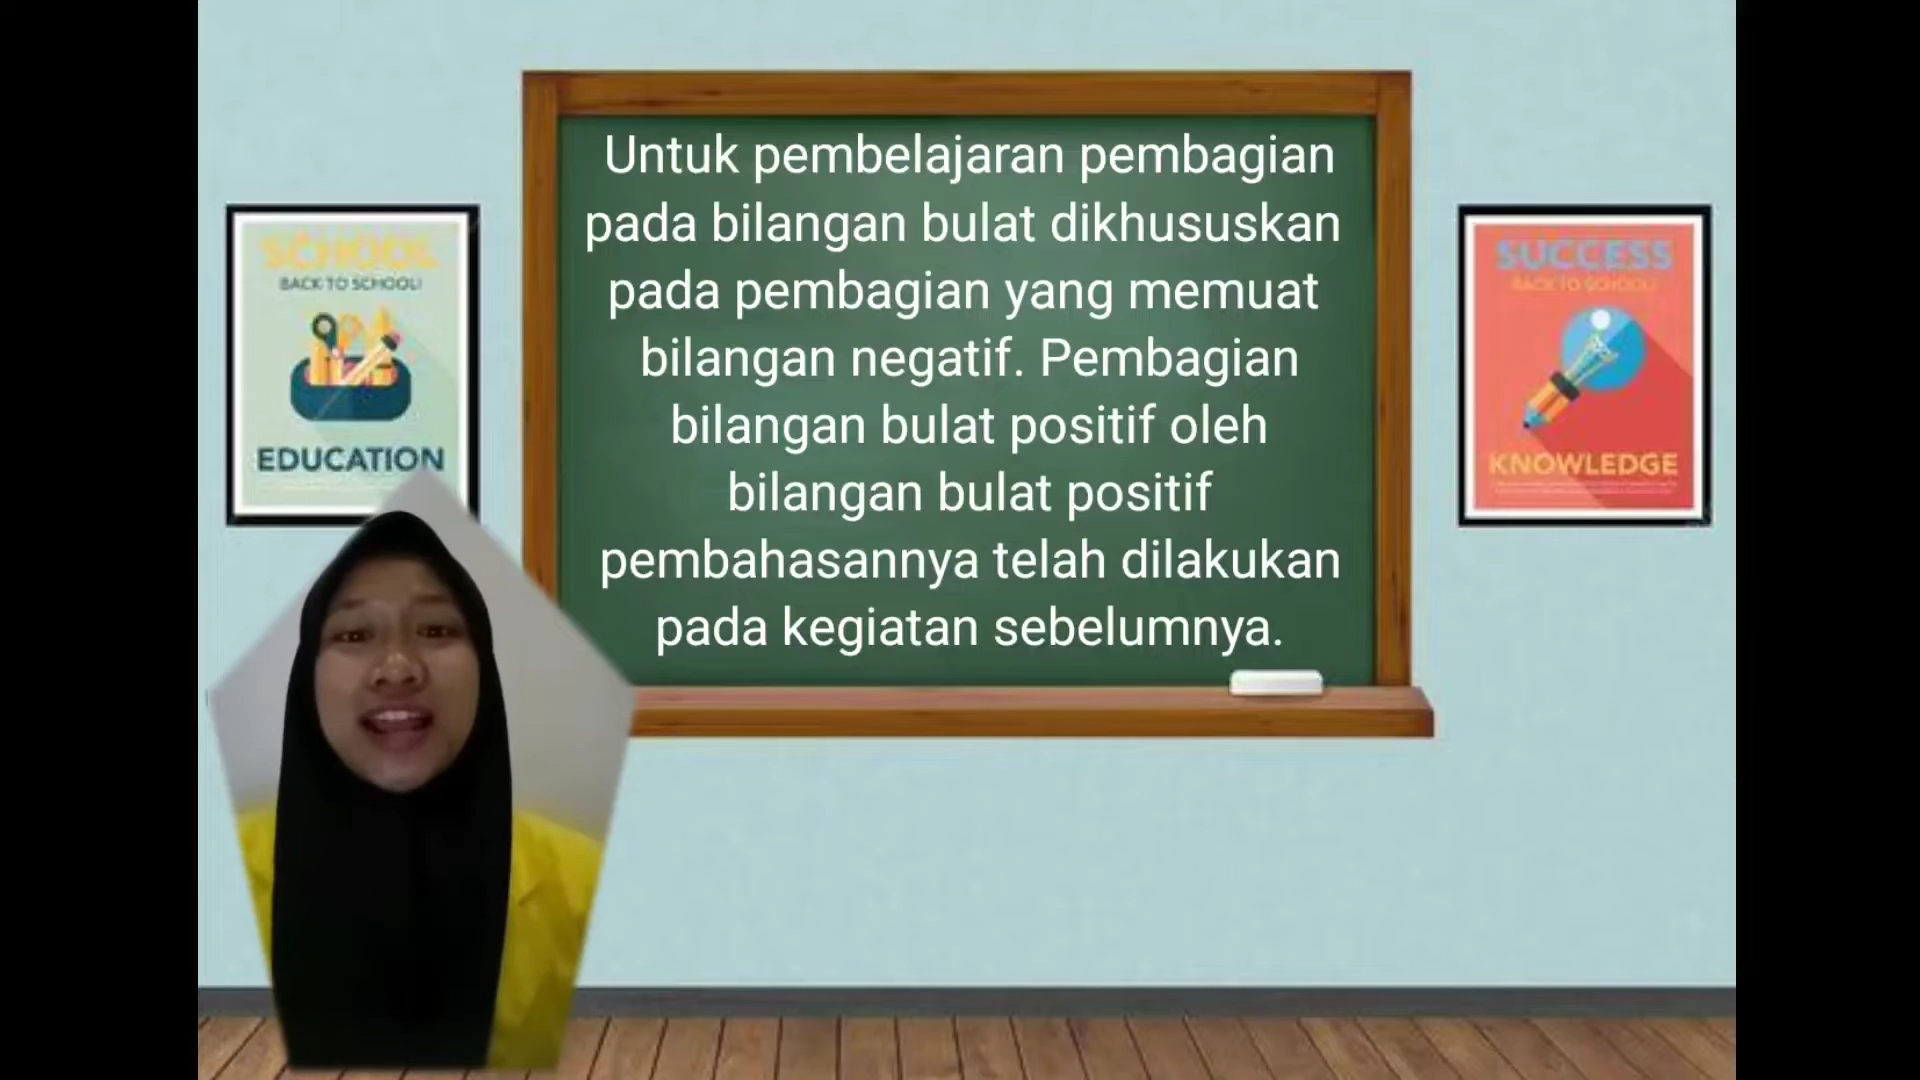 Untuk pembelajaran pembagian
pada bilangan bulat dikhususkan
pada pembagian yang memuat
bilangan negatif. Pembagian
bilangan bulat positif oleh
bilangan bulat positif
pembahasannya telah dilakukan
pada kegiatan sebelumnya.
SCHOOL
BACK TO SCHOOL!
EDUCATION
SUCCESS
BACK TO SCHOOL!
KNOWLEDGE